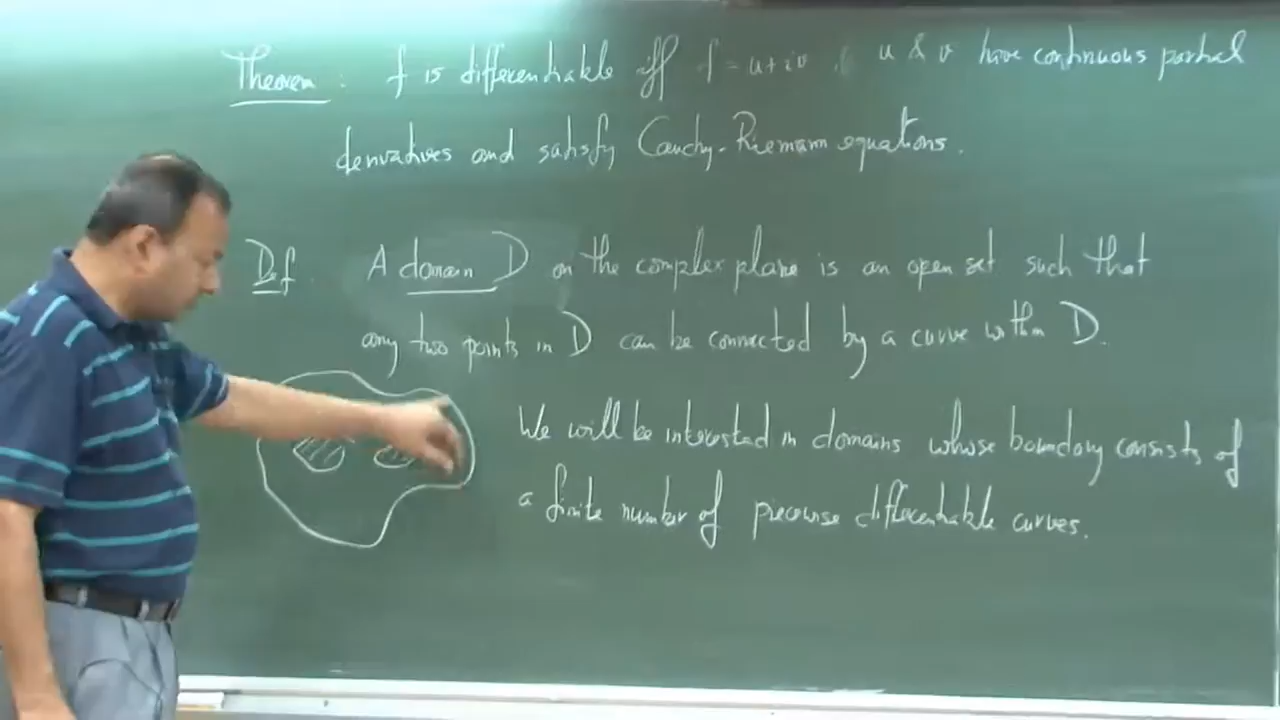 Theorem : f is differentiable iff f = u+iv, u & v have continuous partial
derivatives and satisfy Cauchy-Riemann equations.
Def. A domain D on the complex plane is an open set such that
any two points in D can be connected by a curve within D.
We will be interested in domains whose boundary consists of
a finite number of piecewise differentiable curves.